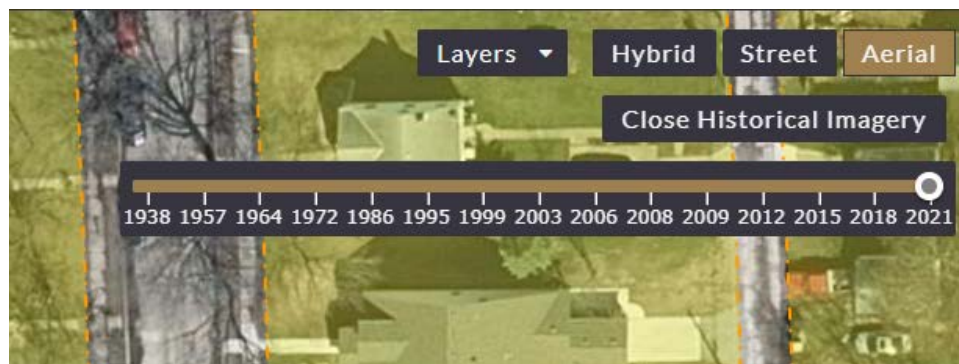 Layers Hybrid Street Aerial
Close Historical Imagery
1938 1957 1964 1972 1986 1995 1999 2003 2006 2008 2009 2012 2015 2018 2021